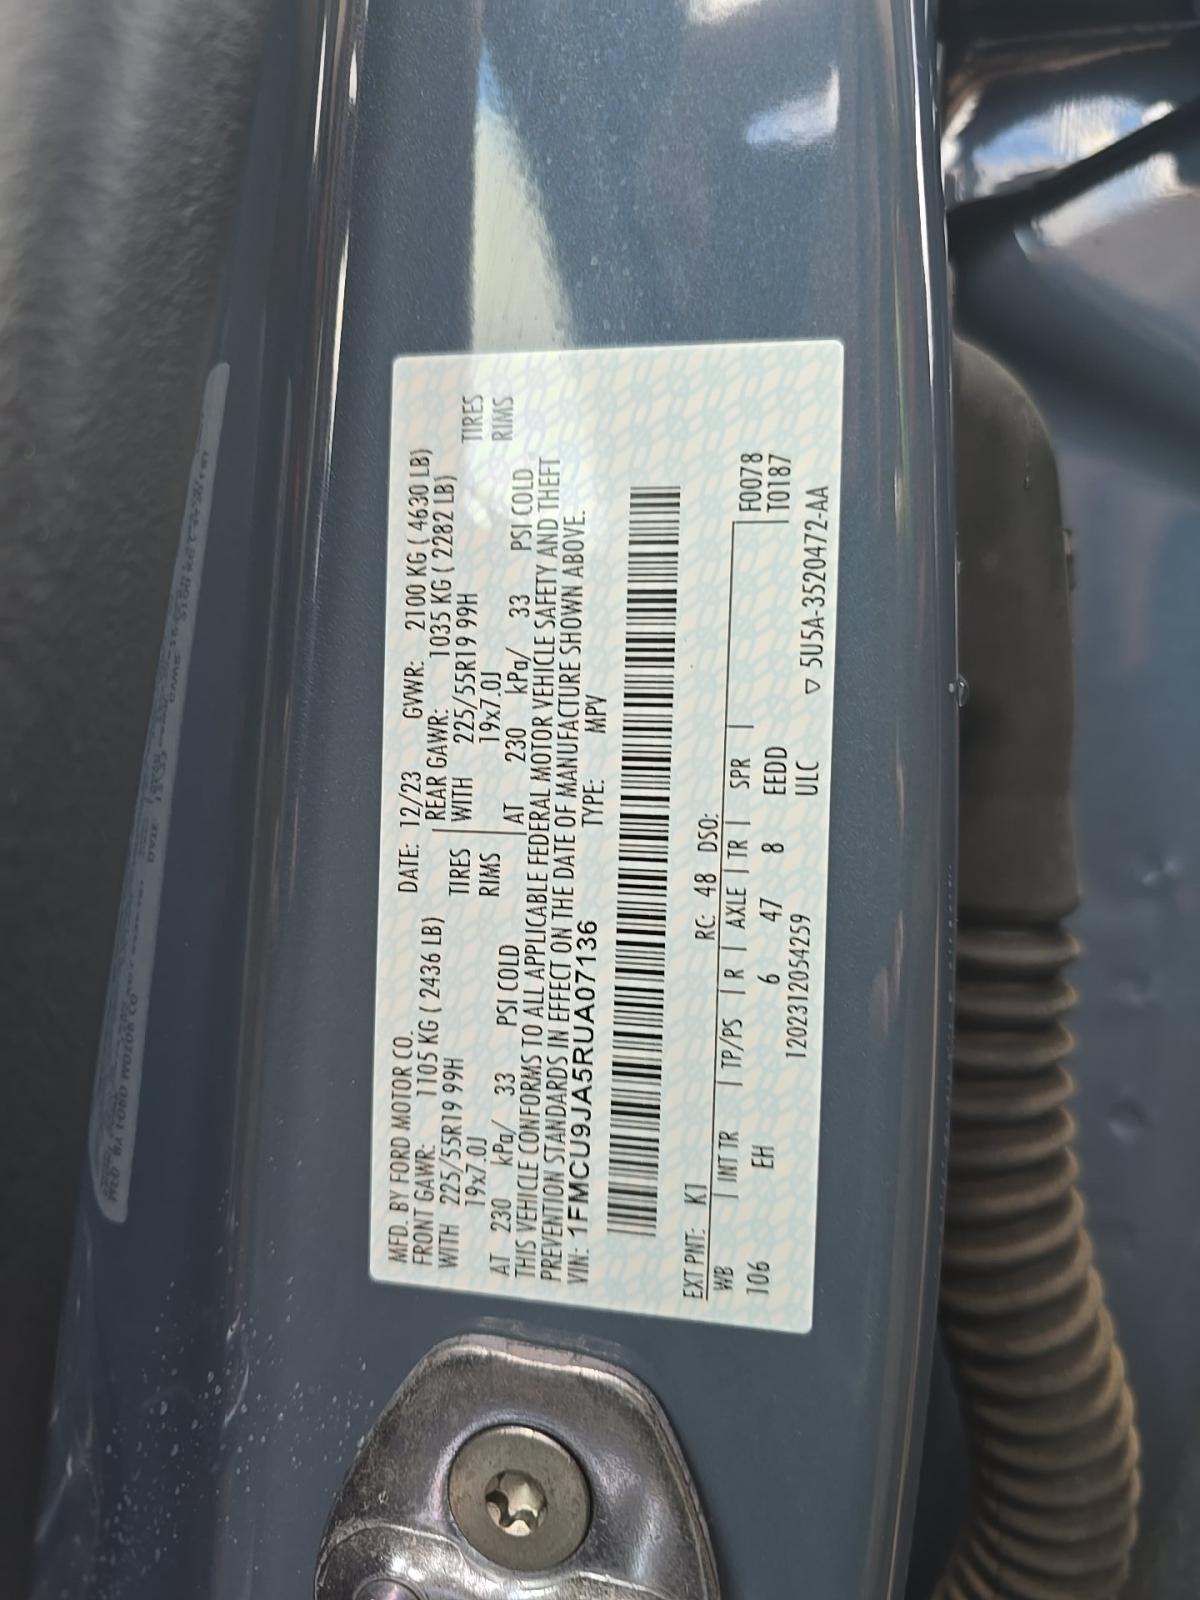 MFD. BY FORD MOTOR CO. DATE: 12/23 GVWR: 2100 KG ( 4630 LB)
FRONT GAWR: 1105 KG ( 2436 LB) REAR GAWR: 1035 KG ( 2282 LB)
WITH 225/55R19 99H TIRES WITH 225/55R19 99H TIRES
19x7.0J RIMS 19x7.0J RIMS
AT 230 kPa/ 33 PSI COLD AT 230 kPa/ 33 PSI COLD
THIS VEHICLE CONFORMS TO ALL APPLICABLE FEDERAL MOTOR VEHICLE SAFETY AND THEFT
PREVENTION STANDARDS IN EFFECT ON THE DATE OF MANUFACTURE SHOWN ABOVE.
VIN: 1FMCU9JA5RUA07136 TYPE: MPV
EXT PNT: K1 RC: 48 DSO:
WB | INT TR | TP/PS | R | AXLE | TR | SPR | F0078
106 EH 6 47 8 EEDD T0187
1202312054259 ULC ▽ 5U5A-3520472-AA